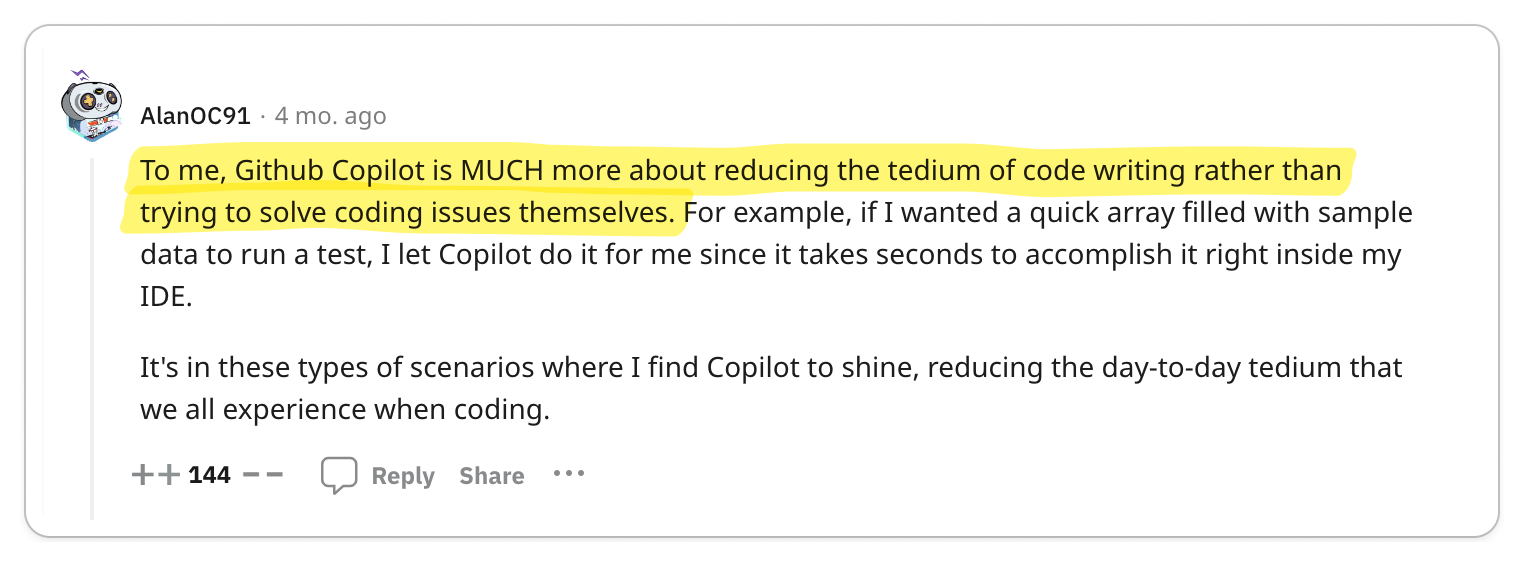 AlanOC91 · 4 mo. ago
To me, Github Copilot is MUCH more about reducing the tedium of code writing rather than
trying to solve coding issues themselves. For example, if I wanted a quick array filled with sample
data to run a test, I let Copilot do it for me since it takes seconds to accomplish it right inside my
IDE.
It's in these types of scenarios where I find Copilot to shine, reducing the day-to-day tedium that
we all experience when coding.
++ 144 -- Reply Share ···